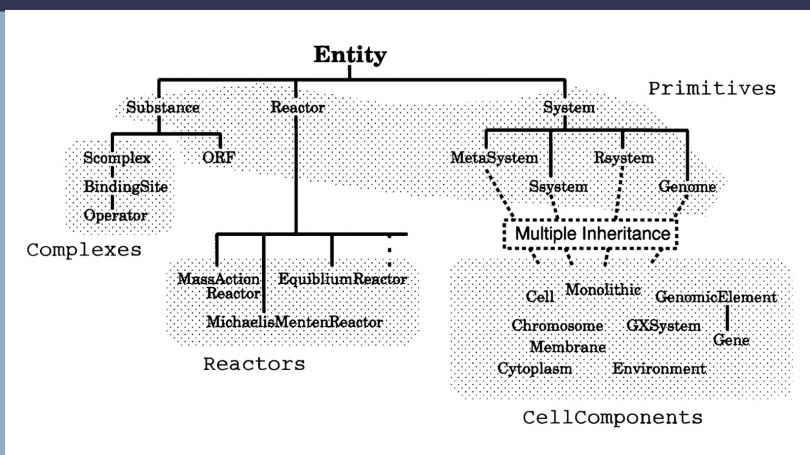 Entity
Primitives
Substance Reactor System
Scomplex ORF MetaSystem Rsystem
BindingSite Ssystem Genome
Operator
Complexes
Multiple Inheritance
MassAction EquibliumReactor
Reactor
MichaelisMentenReactor
Reactors
Cell Monolithic GenomicElement
Chromosome GXSystem
Membrane Gene
Cytoplasm Environment
CellComponents